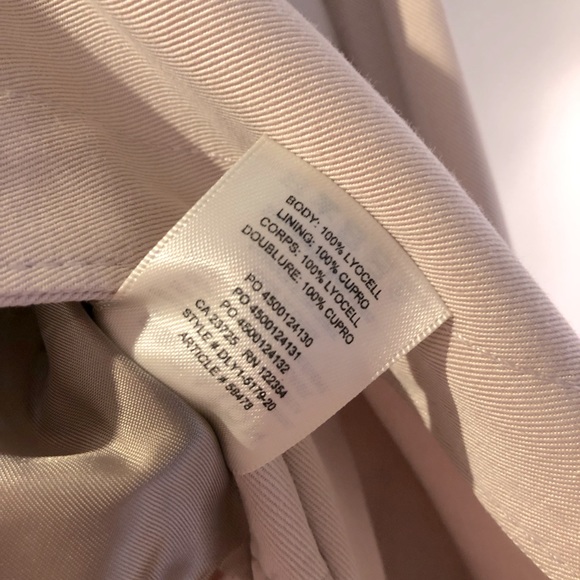 BODY: 100% LYOCELL
LINING: 100% CUPRO
CORPS: 100% LYOCELL
DOUBLURE: 100% CUPRO
PO 4500124130
PO 4500124131
PO 4500124132
CA 23725 RN 122354
STYLE # DLY1-5179-20
ARTICLE # 56478